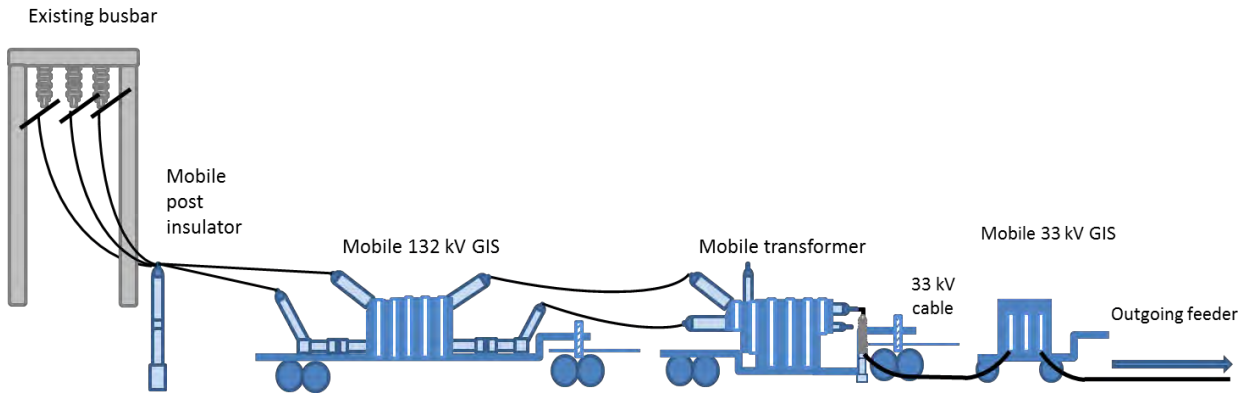 Existing busbar
Mobile
post
insulator
Mobile 132 kV GIS
Mobile transformer
33 kV
cable
Mobile 33 kV GIS
Outgoing feeder